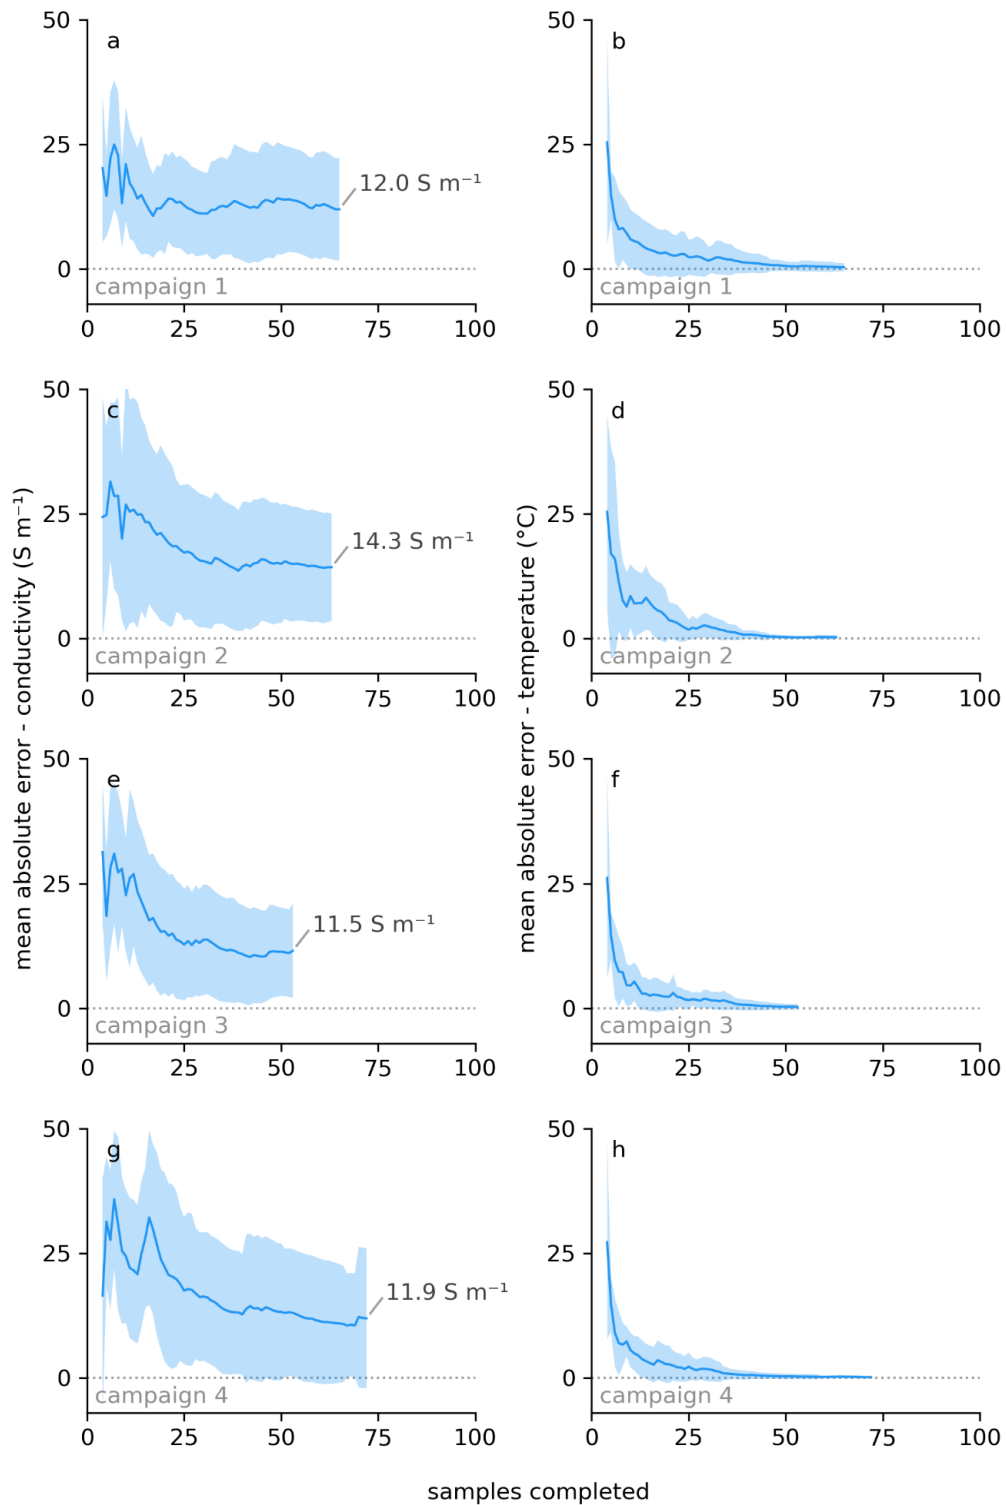 50
a
25
12.0 S m⁻¹
0
campaign 1
0 25 50 75 100
50
b
25
0
campaign 1
0 25 50 75 100
50
c
25
14.3 S m⁻¹
0
campaign 2
0 25 50 75 100
50
d
25
0
campaign 2
0 25 50 75 100
mean absolute error - conductivity (S m⁻¹)
mean absolute error - temperature (°C)
50
e
25
11.5 S m⁻¹
0
campaign 3
0 25 50 75 100
50
f
25
0
campaign 3
0 25 50 75 100
50
g
25
11.9 S m⁻¹
0
campaign 4
0 25 50 75 100
50
h
25
0
campaign 4
0 25 50 75 100
samples completed